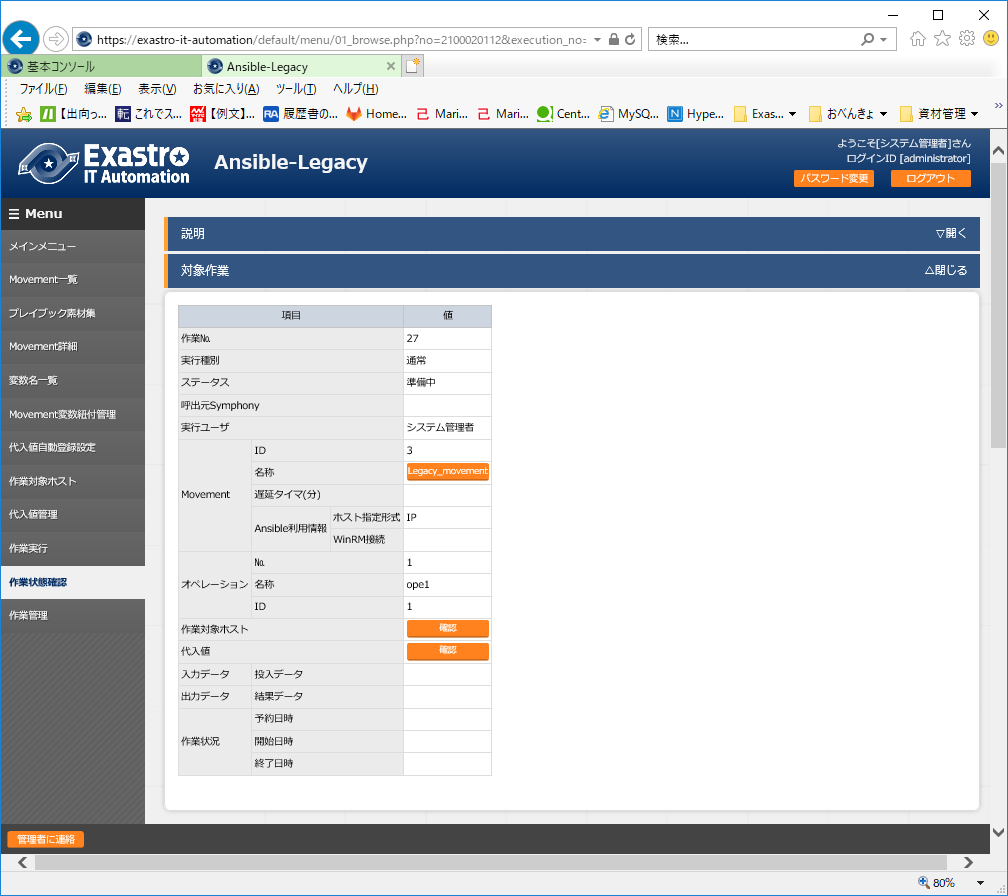 https://exastro-it-automation/default/menu/01_browse.php?no=2100020112&execution_no=
検索...
基本コンソール
Ansible-Legacy
ファイル(F) 編集(E) 表示(V) お気に入り(A) ツール(T) ヘルプ(H)
【出向っ... これでス... 【例文】... 履歴書の... Home... Mari... Mari... Cent... MySQ... Hype... Exas... おべんきょ 資材管理
Exastro
IT Automation
Ansible-Legacy
ようこそ[システム管理者]さん
ログインID [administrator]
パスワード変更 ログアウト
Menu
メインメニュー
Movement一覧
プレイブック素材集
Movement詳細
変数名一覧
Movement変数紐付管理
代入値自動登録設定
作業対象ホスト
代入値管理
作業実行
作業状態確認
作業管理
説明 ▽開く
対象作業 △閉じる
項目 値
作業No. 27
実行種別 通常
ステータス 準備中
呼出元Symphony
実行ユーザ システム管理者
Movement ID 3
名称 Legacy_movement
遅延タイマ(分)
Ansible利用情報 ホスト指定形式 IP
WinRM接続
オペレーション No. 1
名称 ope1
ID 1
作業対象ホスト 確認
代入値 確認
入力データ 投入データ
出力データ 結果データ
作業状況 予約日時
開始日時
終了日時
管理者に連絡
80%